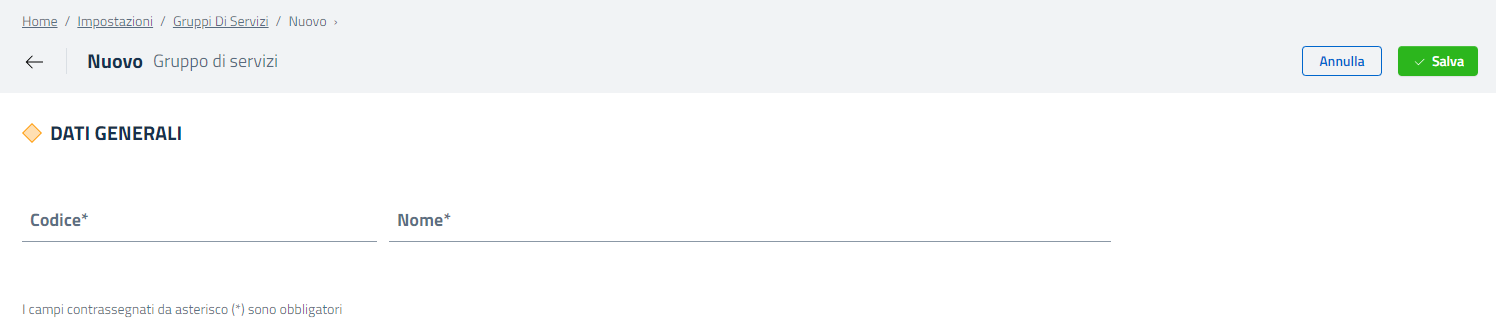 Home / Impostazioni / Gruppi Di Servizi / Nuovo ›
Nuovo Gruppo di servizi
Annulla
Salva
DATI GENERALI
Codice* Nome*
I campi contrassegnati da asterisco (*) sono obbligatori